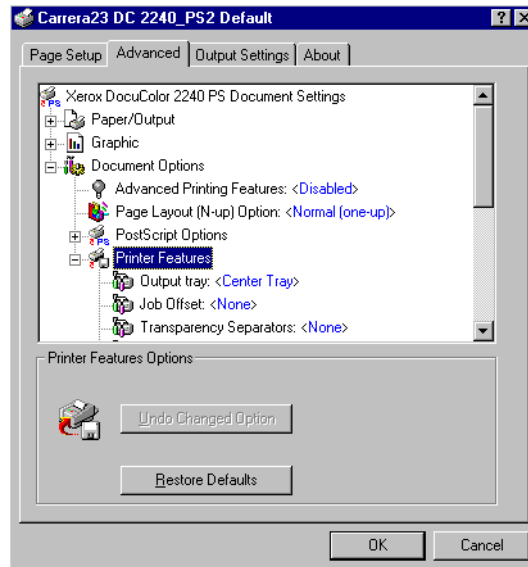 Carrera23 DC 2240_PS2 Default
Page Setup Advanced Output Settings About
Xerox DocuColor 2240 PS Document Settings
Paper/Output
Graphic
Document Options
Advanced Printing Features: <Disabled>
Page Layout (N-up) Option: <Normal (one-up)>
PostScript Options
Printer Features
Output tray: <Center Tray>
Job Offset: <None>
Transparency Separators: <None>
Printer Features Options
Undo Changed Option
Restore Defaults
OK Cancel